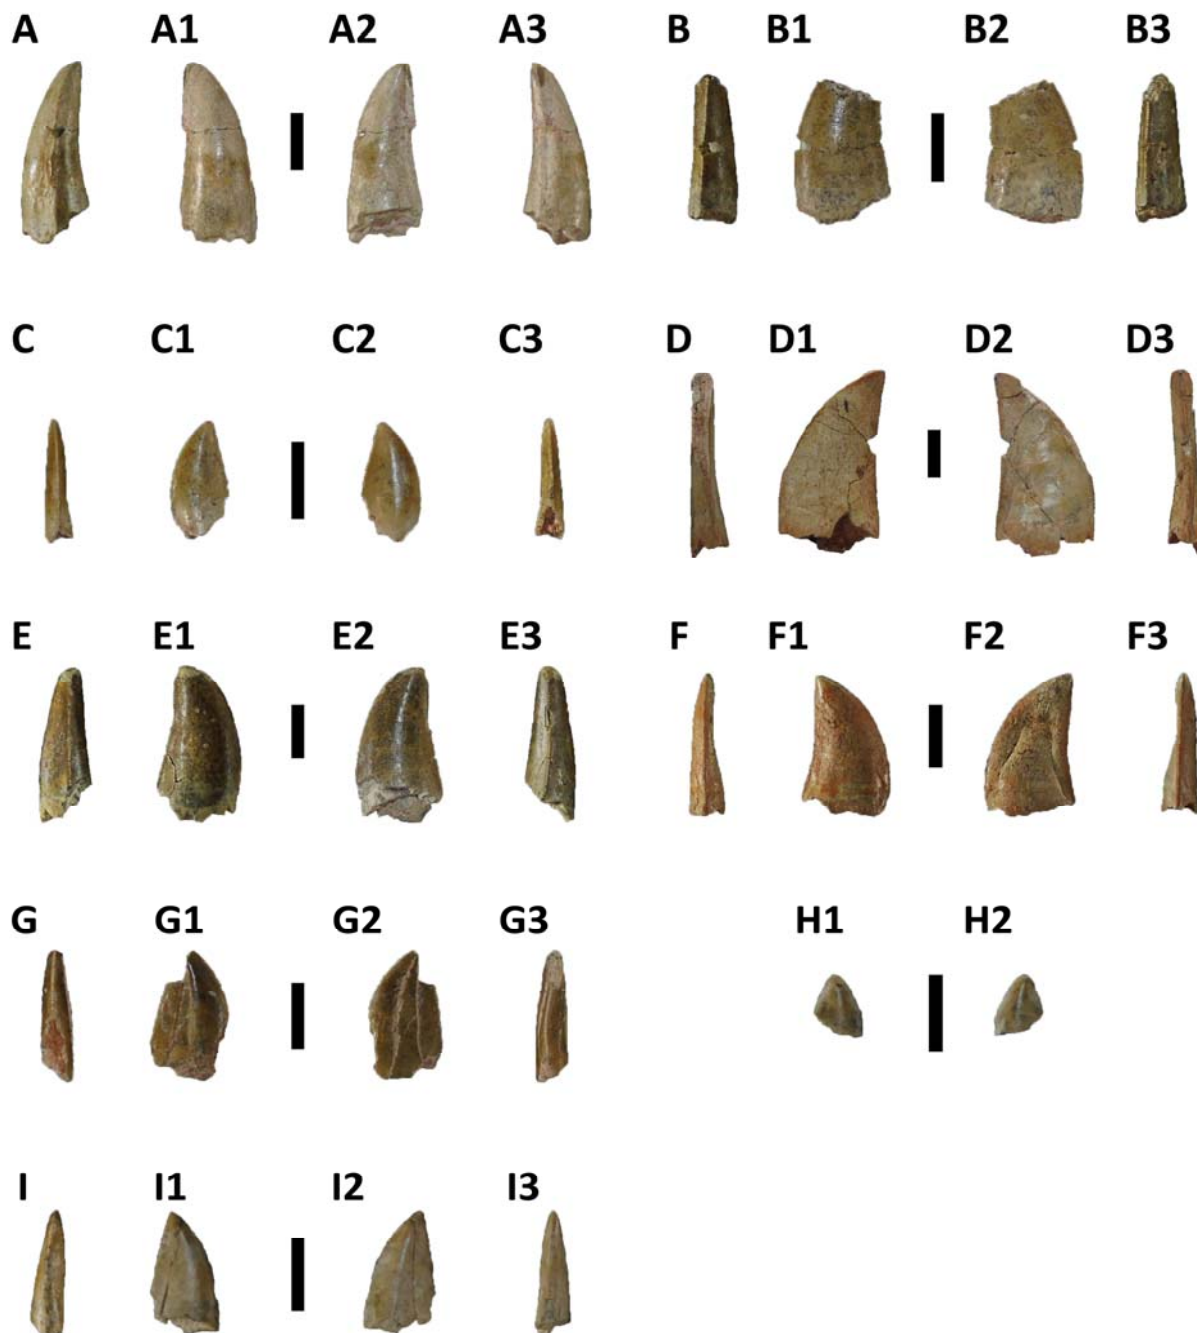 A A1 A2 A3 B B1 B2 B3
C C1 C2 C3 D D1 D2 D3
E E1 E2 E3 F F1 F2 F3
G G1 G2 G3 H1 H2
I I1 I2 I3